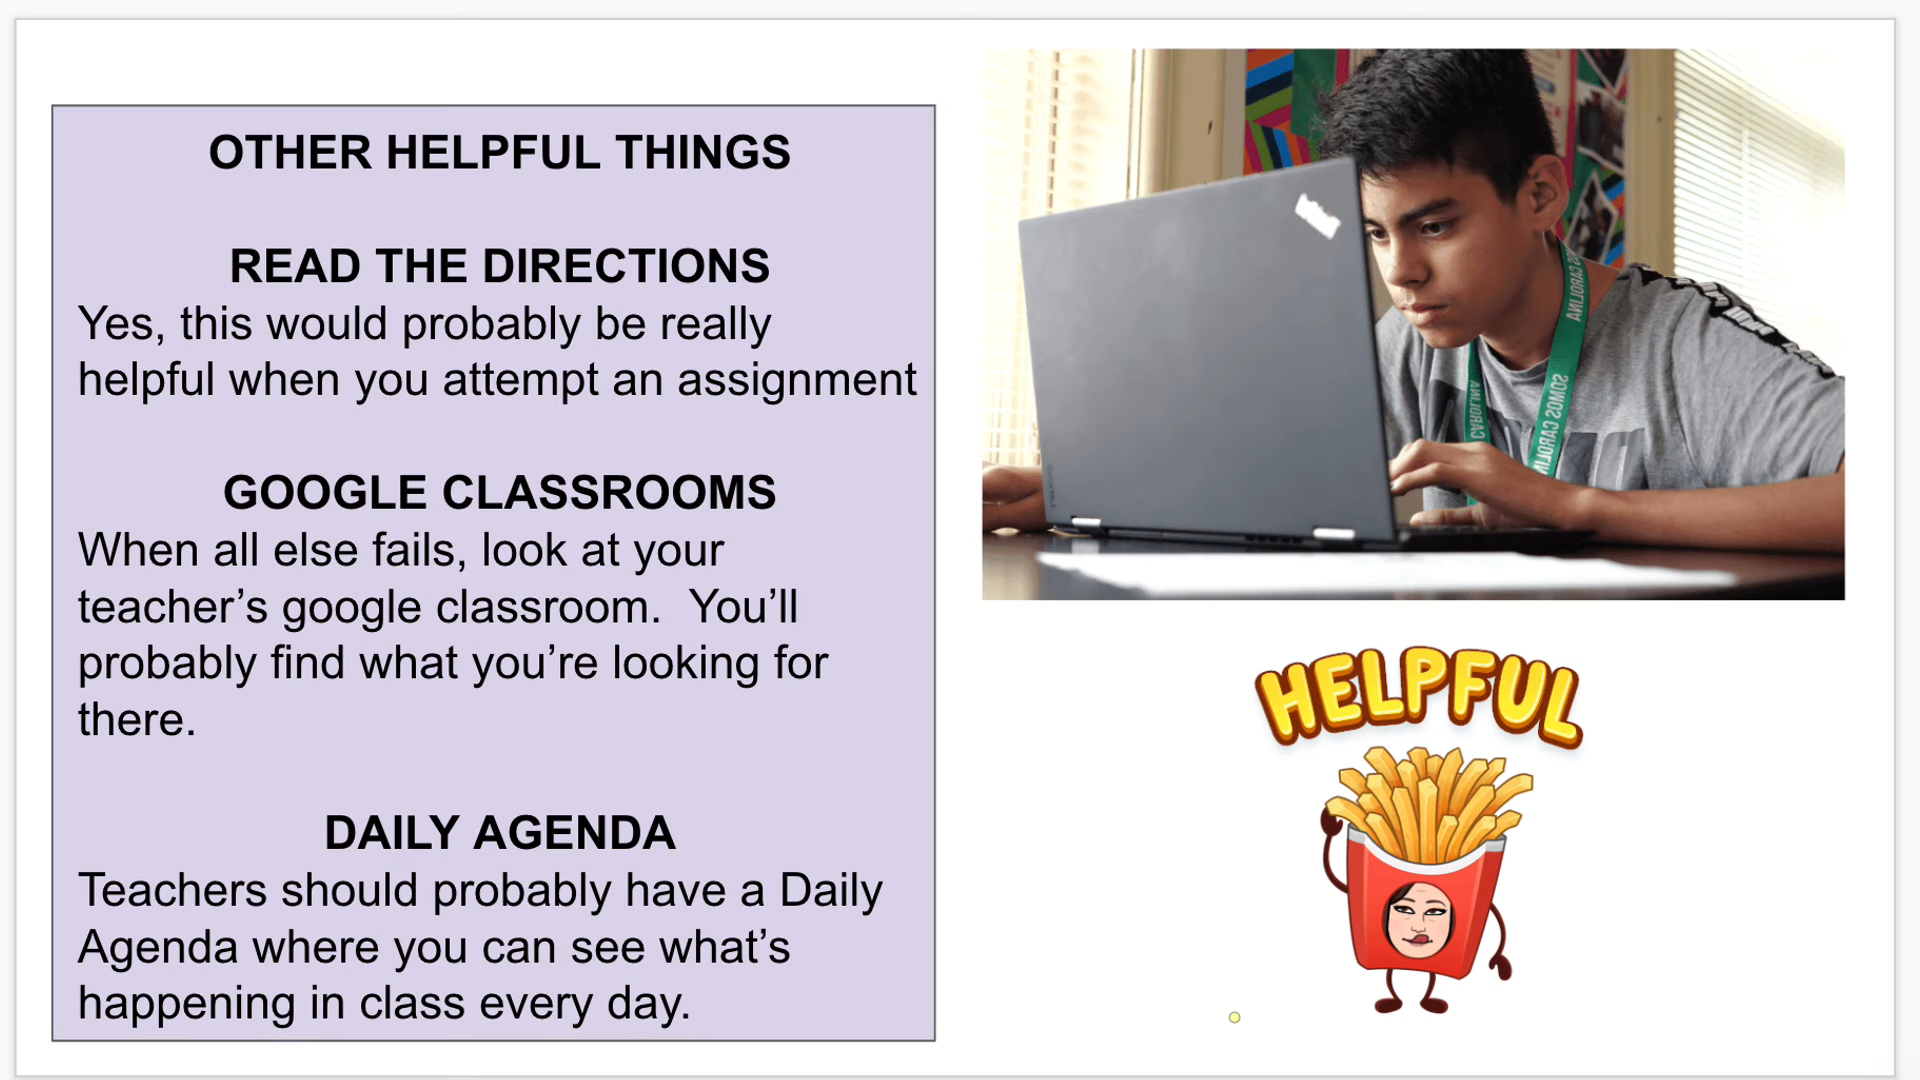 OTHER HELPFUL THINGS
READ THE DIRECTIONS
Yes, this would probably be really
helpful when you attempt an assignment
GOOGLE CLASSROOMS
When all else fails, look at your
teacher’s google classroom.  You’ll
probably find what you’re looking for
there.
DAILY AGENDA
Teachers should probably have a Daily
Agenda where you can see what’s
happening in class every day.
SOMOS CAROLINA
CAROLINA
HELPFUL